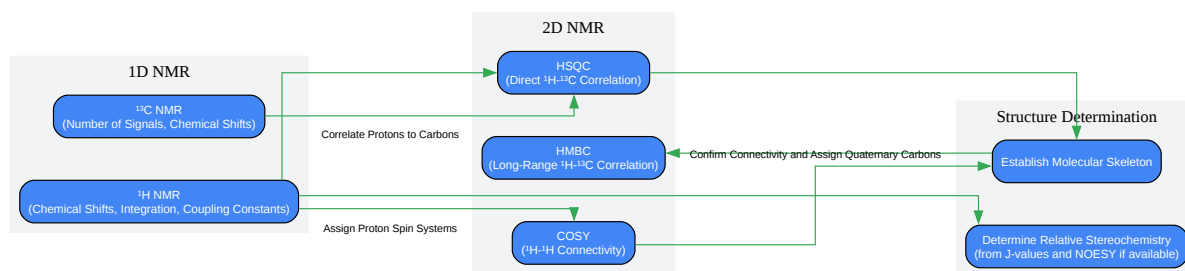 1D NMR
¹³C NMR
(Number of Signals, Chemical Shifts)
¹H NMR
(Chemical Shifts, Integration, Coupling Constants)
Correlate Protons to Carbons
Assign Proton Spin Systems
2D NMR
HSQC
(Direct ¹H-¹³C Correlation)
HMBC
(Long-Range ¹H-¹³C Correlation)
COSY
(¹H-¹H Connectivity)
Confirm Connectivity and Assign Quaternary Carbons
Structure Determination
Establish Molecular Skeleton
Determine Relative Stereochemistry
(from J-values and NOESY if available)